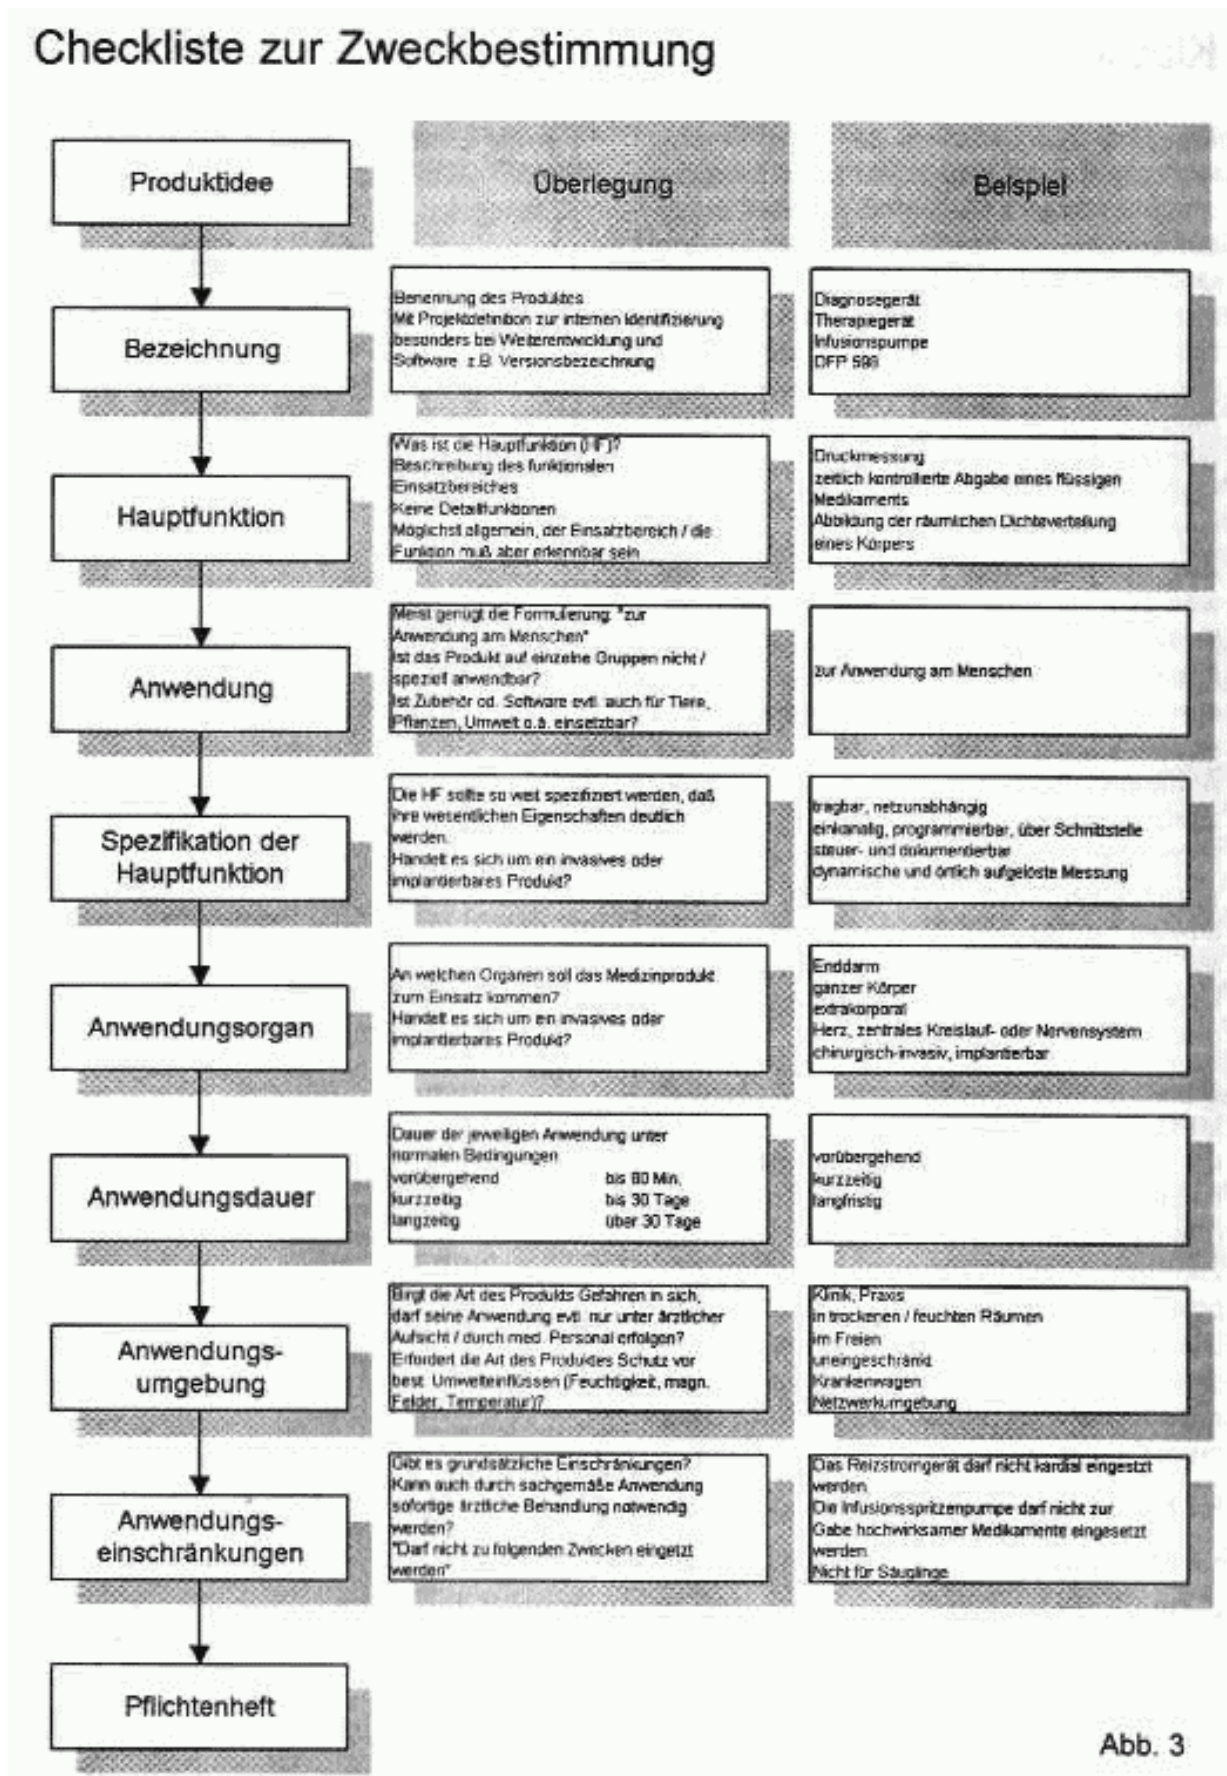 Checkliste zur Zweckbestimmung
Produktidee
Überlegung
Beispiel
Bezeichnung
Benennung des Produktes
Mit Projektdefinition zur internen Identifizierung
besonders bei Weiterentwicklung und
Software z.B. Versionsbezeichnung
Diagnosegerät
Therapiegerät
Infusionspumpe
Hauptfunktion
Was ist die Hauptfunktion (HF)?
Beschreibung des funktionalen
Einsatzbereiches
Keine Detailfunktionen
Möglichst allgemein, der Einsatzbereich / die
Funktion muß aber erkennbar sein
Druckmessung
zeitlich kontrollierte Abgabe eines flüssigen
Medikaments
Abbildung der räumlichen Dichteverteilung
eines Körpers
Anwendung
Meist genügt die Formulierung: "zur
Anwendung am Menschen"
Ist das Produkt auf einzelne Gruppen nicht /
speziell anwendbar?
Ist Zubehör od. Software evtl. auch für Tiere,
Pflanzen, Umwelt o.ä. einsetzbar?
zur Anwendung am Menschen
Spezifikation der
Hauptfunktion
Die HF sollte so weit spezifiziert werden, daß
ihre wesentlichen Eigenschaften deutlich
werden.
Handelt es sich um ein invasives oder
implantierbares Produkt?
tragbar, netzunabhängig
einkanalig, programmierbar, über Schnittstelle
steuer- und dokumentierbar
dynamische und örtlich aufgelöste Messung
Anwendungsorgan
An welchen Organen soll das Medizinprodukt
zum Einsatz kommen?
Handelt es sich um ein invasives oder
implantierbares Produkt?
Enddarm
ganzer Körper
extrakorporal
Herz, zentrales Kreislauf- oder Nervensystem
chirurgisch-invasiv, implantierbar
Anwendungsdauer
Dauer der jeweiligen Anwendung unter
normalen Bedingungen
vorübergehend bis 60 Min.
kurzzeitig bis 30 Tage
langzeitig über 30 Tage
vorübergehend
kurzzeitig
langfristig
Anwendungs-
umgebung
Birgt die Art des Produkts Gefahren in sich,
darf seine Anwendung evtl. nur unter ärztlicher
Aufsicht / durch med. Personal erfolgen?
Erfordert die Art des Produktes Schutz vor
best. Umwelteinflüssen (Feuchtigkeit, magn.
Felder, Temperatur)?
Klinik, Praxis
in trockenen / feuchten Räumen
im Freien
uneingeschränkt
Krankenwagen
Netzwerkumgebung
Anwendungs-
einschränkungen
Gibt es grundsätzliche Einschränkungen?
Kann auch durch sachgemäße Anwendung
sofortige ärztliche Behandlung notwendig
werden?
"Darf nicht zu folgenden Zwecken eingetzt
werden"
Das Reizstromgerät darf nicht kardial eingestzt
werden.
Die Infusionsspritzenpumpe darf nicht zur
Gabe hochwirksamer Medikamente eingesetzt
werden.
Nicht für Säuglinge
Pflichtenheft
Abb. 3